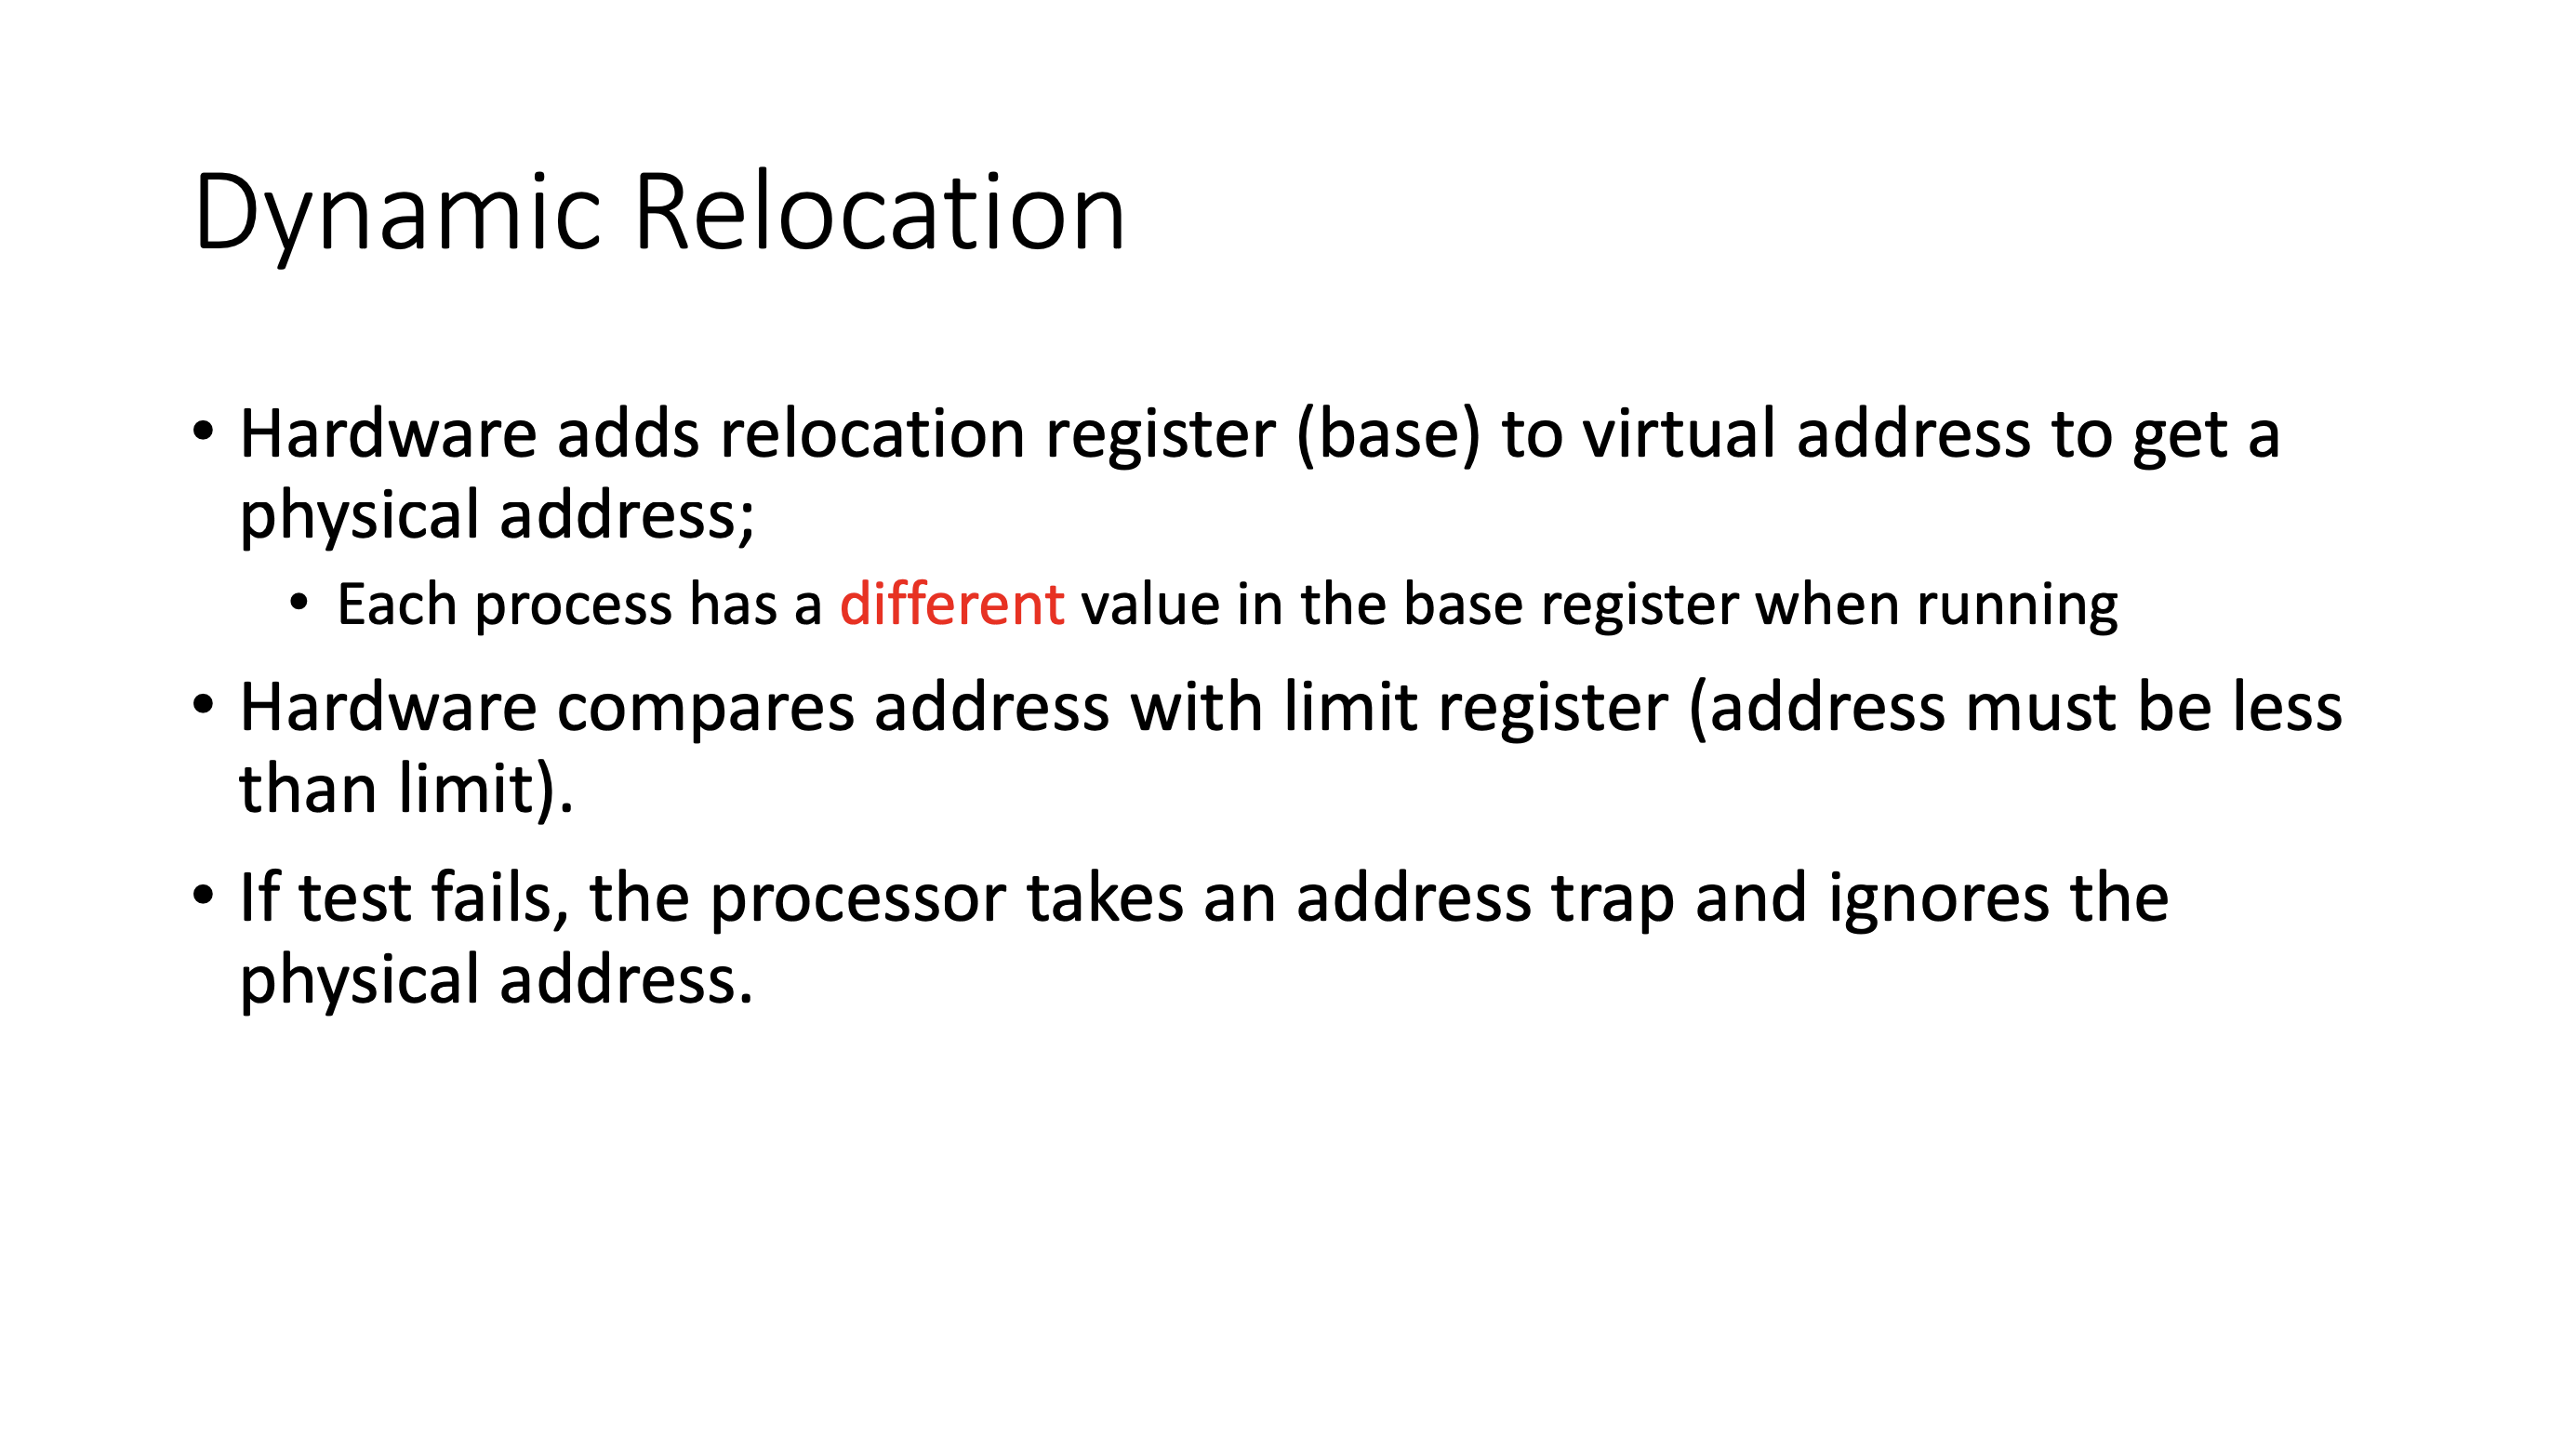 Dynamic Relocation
• Hardware adds relocation register (base) to virtual address to get a
physical address;
• Each process has a different value in the base register when running
• Hardware compares address with limit register (address must be less
than limit).
• If test fails, the processor takes an address trap and ignores the
physical address.